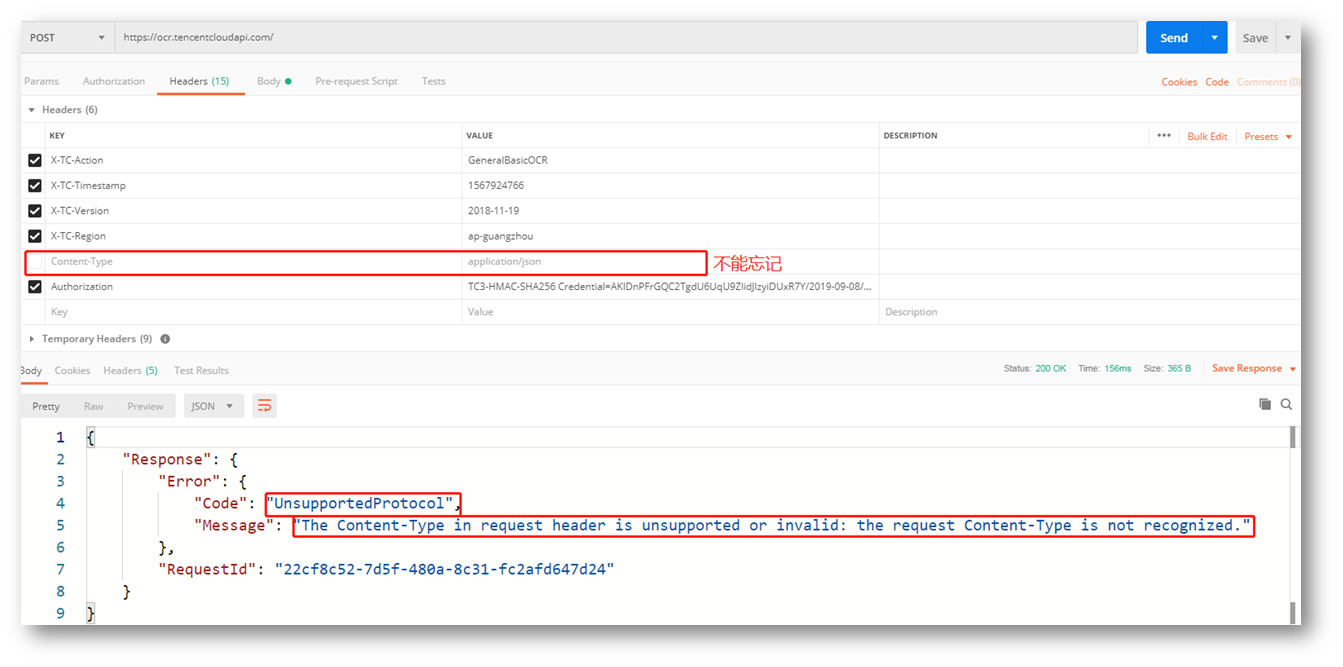 POST https://ocr.tencentcloudapi.com/ Send Save
Params Authorization Headers (15) Body Pre-request Script Tests Cookies Code Comments (0)
Headers (6)
KEY VALUE DESCRIPTION ••• Bulk Edit Presets
X-TC-Action GeneralBasicOCR
X-TC-Timestamp 1567924766
X-TC-Version 2018-11-19
X-TC-Region ap-guangzhou
Content-Type application/json 不能忘记
Authorization TC3-HMAC-SHA256 Credential=AKIDnPFrGQC2TgdU6UqU9ZIidJIzyiDUxR7Y/2019-09-08/...
Key Value Description
Temporary Headers (9)
Body Cookies Headers (5) Test Results Status: 200 OK Time: 156ms Size: 365 B Save Response
Pretty Raw Preview JSON
1 {
2 "Response": {
3 "Error": {
4 "Code": "UnsupportedProtocol",
5 "Message": "The Content-Type in request header is unsupported or invalid: the request Content-Type is not recognized."
6 },
7 "RequestId": "22cf8c52-7d5f-480a-8c31-fc2afd647d24"
8 }
9 }